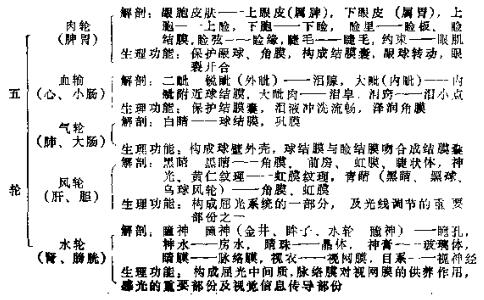 五轮
肉轮
(脾胃)
解剖：眼胞皮肤——上眼皮(属脾)，下眼皮(属胃)，上
胞——上睑，下胞——下睑，睑里——睑板、睑
结膜，睑弦——睑缘，睫毛——睫毛，约束——眼肌
生理功能：保护眼球、角膜，构成结膜囊，眼球转动，眼
裂开合
血轮
(心、小肠)
解剖：二眦 锐眦(外眦)——泪腺，大眦(内眦)——内
眦附近球结膜，大眦肉——泪阜，泪窍——泪小点
生理功能：保护结膜囊，泪液冲洗流畅，泽润角膜
气轮
(肺、大肠)
解剖：白睛——球结膜，巩膜
生理功能：构成球壁外壳，球结膜与睑结膜吻合成结膜囊
风轮
(肝、胆)
解剖：黑睛 黑睛——角膜、前房、虹膜、睫状体，神
光、黄仁纹理——虹膜纹理，青睛(黑睛、黑球、
乌球风轮)——角膜、虹膜
生理功能：构成屈光系统的一部分，及光线调节的重要
部份之一
水轮
(肾、膀胱)
解剖：瞳神 瞳神(金井、眸子、水轮 瞳神)——瞳孔，
神水——房水，睛珠——晶体，神膏——玻璃体，
睛膜——脉络膜，视衣——视网膜，目系——视神经
生理功能：构成屈光中间质，脉络膜对视网膜的供养作用，
感光的重要部份及视觉信息传导部份